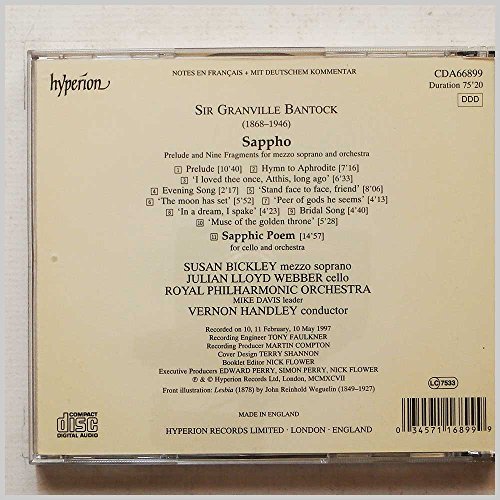 hyperion
NOTES EN FRANÇAIS + MIT DEUTSCHEM KOMMENTAR
CDA66899
Duration 75'20
DDD
SIR GRANVILLE BANTOCK
(1868–1946)
Sappho
Prelude and Nine Fragments for mezzo soprano and orchestra
1 Prelude [10'40] 2 Hymn to Aphrodite [7'16]
3 ‘I loved thee once, Atthis, long ago’ [6'33]
4 Evening Song [2'17] 5 ‘Stand face to face, friend’ [8'06]
6 ‘The moon has set’ [5'52] 7 ‘Peer of gods he seems’ [4'13]
8 ‘In a dream, I spake’ [4'23] 9 Bridal Song [4'40]
10 ‘Muse of the golden throne’ [5'28]
11 Sapphic Poem [14'57]
for cello and orchestra
SUSAN BICKLEY mezzo soprano
JULIAN LLOYD WEBBER cello
ROYAL PHILHARMONIC ORCHESTRA
MIKE DAVIS leader
VERNON HANDLEY conductor
Recorded on 10, 11 February, 10 May 1997
Recording Engineer TONY FAULKNER
Recording Producer MARTIN COMPTON
Cover Design TERRY SHANNON
Booklet Editor NICK FLOWER
Executive Producers EDWARD PERRY, SIMON PERRY, NICK FLOWER
℗ & © Hyperion Records Ltd, London, MCMXCVII
Front illustration: Lesbia (1878) by John Reinhold Weguelin (1849–1927)
LC 7533
COMPACT
disc
DIGITAL AUDIO
MADE IN ENGLAND
HYPERION RECORDS LIMITED · LONDON · ENGLAND
0 34571 16899 9